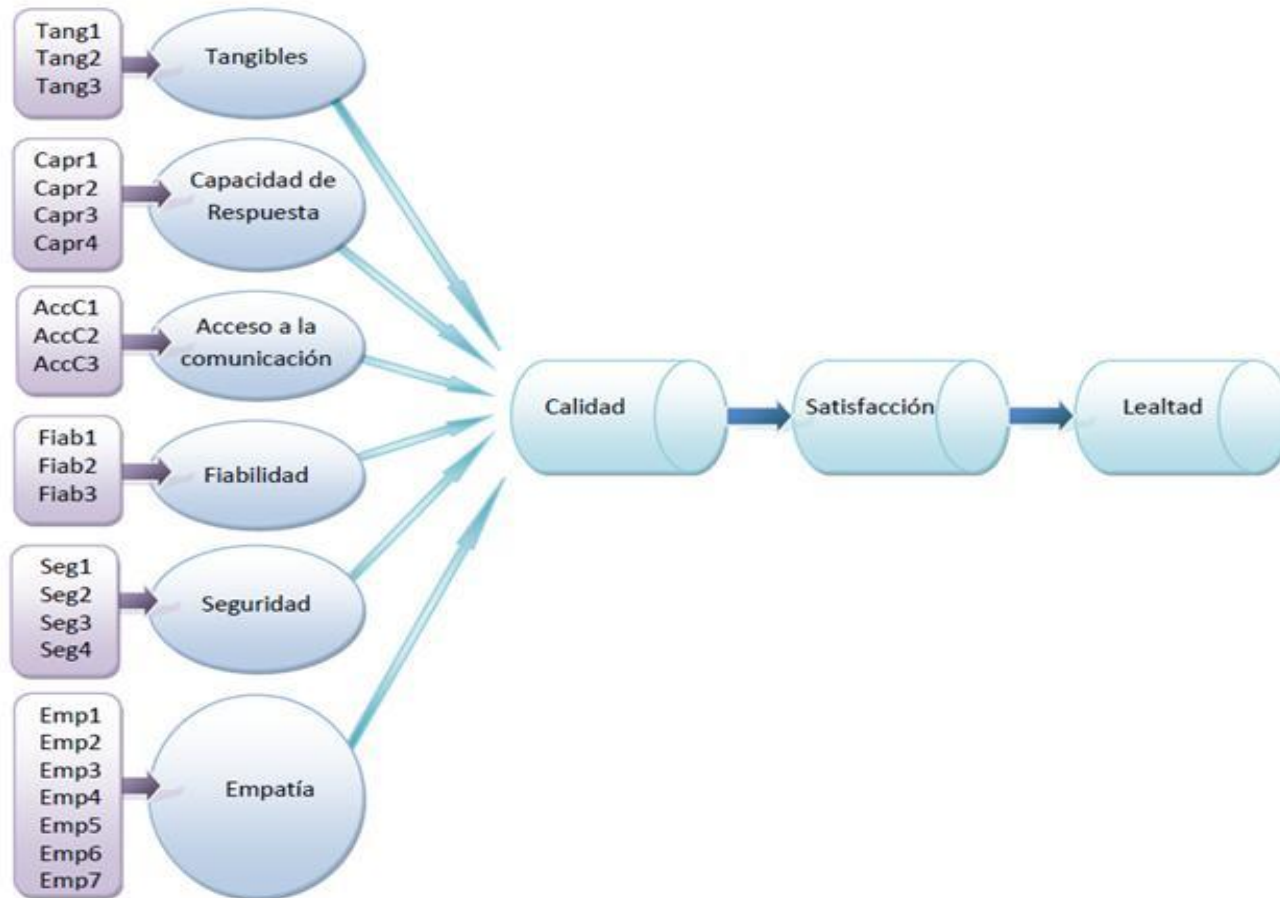 Tang1
Tang2
Tang3
Tangibles
Capr1
Capr2
Capr3
Capr4
Capacidad de
Respuesta
AccC1
AccC2
AccC3
Acceso a la
comunicación
Fiab1
Fiab2
Fiab3
Fiabilidad
Seg1
Seg2
Seg3
Seg4
Seguridad
Emp1
Emp2
Emp3
Emp4
Emp5
Emp6
Emp7
Empatía
Calidad
Satisfacción
Lealtad